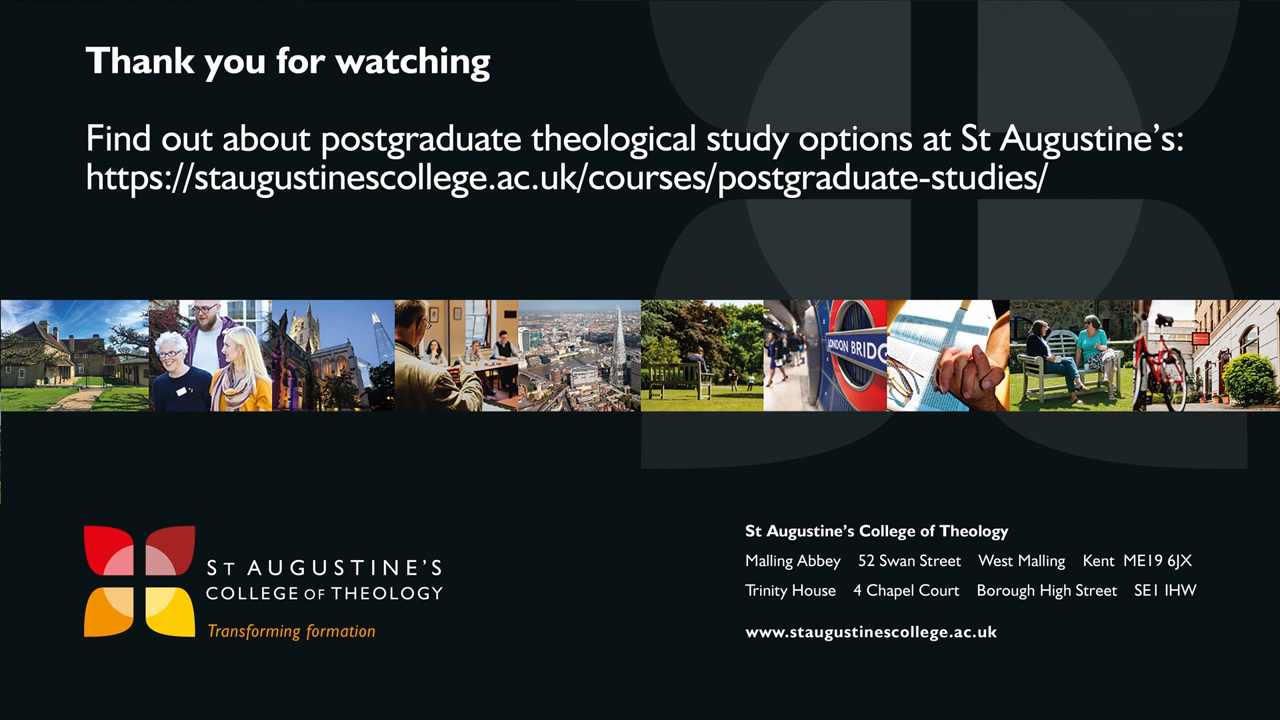 Thank you for watching
Find out about postgraduate theological study options at St Augustine's:
https://staugustinescollege.ac.uk/courses/postgraduate-studies/
LONDON BRIDG
ST AUGUSTINE'S
COLLEGE OF THEOLOGY
Transforming formation
St Augustine's College of Theology
Malling Abbey 52 Swan Street West Malling Kent ME19 6JX
Trinity House 4 Chapel Court Borough High Street SE1 1HW
www.staugustinescollege.ac.uk